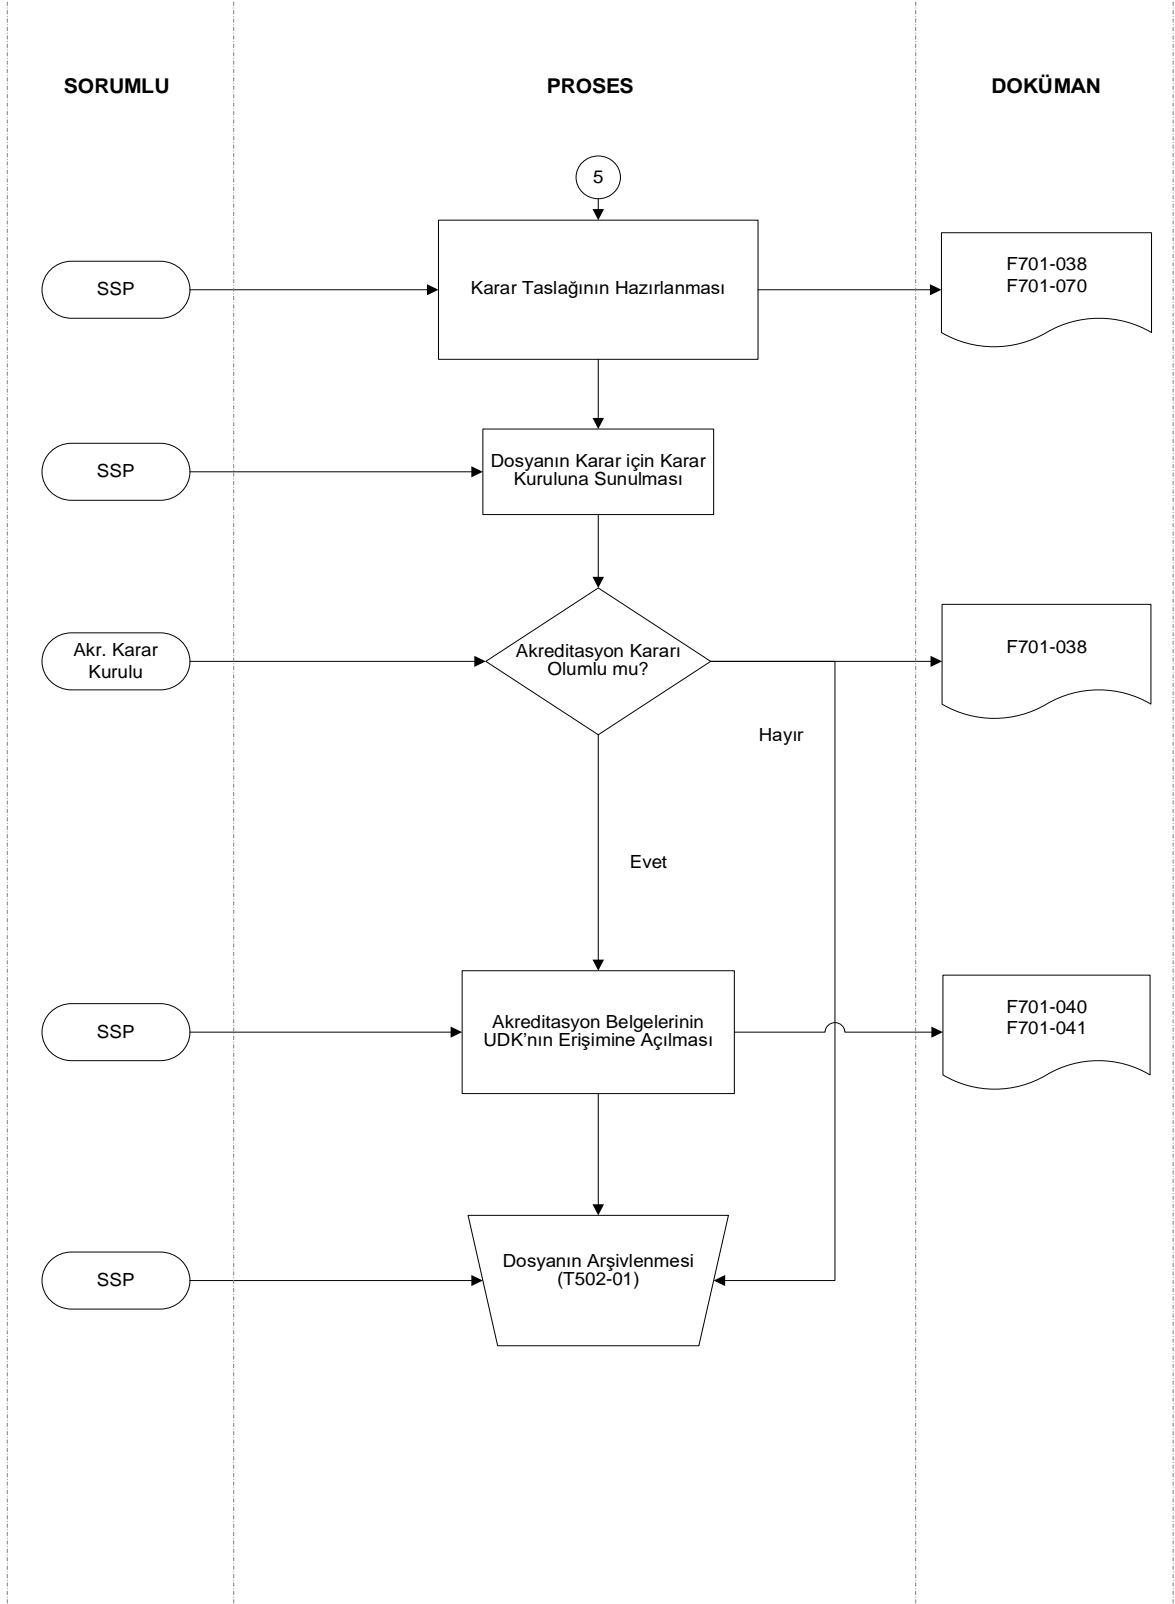 SORUMLU
PROSES
DOKÜMAN
5
SSP
Karar Taslağının Hazırlanması
F701-038
F701-070
SSP
Dosyanın Karar için Karar
Kuruluna Sunulması
Akr. Karar
Kurulu
Akreditasyon Kararı
Olumlu mu?
F701-038
Hayır
Evet
SSP
Akreditasyon Belgelerinin
UDK’nın Erişimine Açılması
F701-040
F701-041
SSP
Dosyanın Arşivlenmesi
(T502-01)